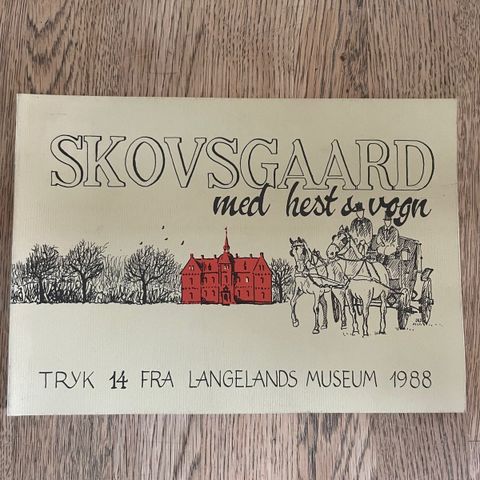 SKOVSGAARD
med hest & vogn
TRYK 14 FRA LANGELANDS MUSEUM 1988